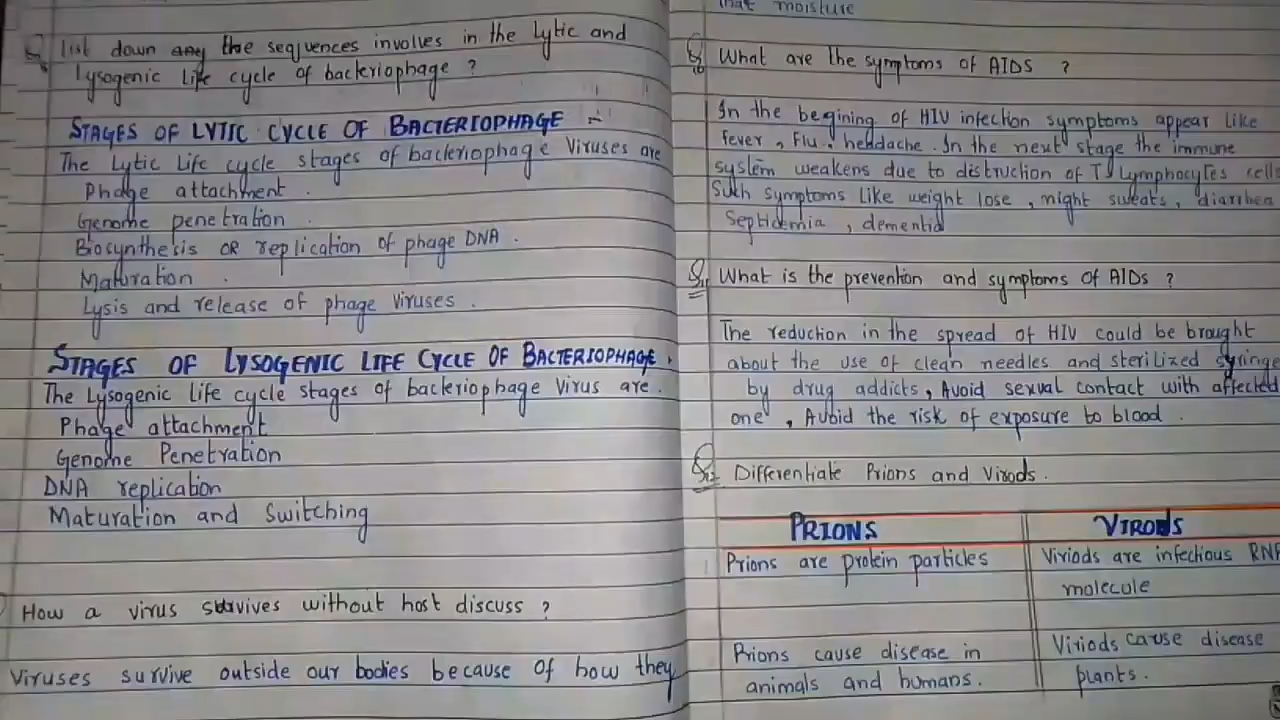 list down any the sequences involves in the Lytic and
Lysogenic Life cycle of bacteriophage ?
STAGES OF LYTIC CYCLE OF BACTERIOPHAGE :-
The Lytic Life cycle stages of bacteriophage Viruses are
Phage attachment .
Genome penetration .
Biosynthesis OR replication of phage DNA .
Maturation .
Lysis and release of phage viruses .
STAGES OF LYSOGENIC LIFE CYCLE OF BACTERIOPHAGE .
The Lysogenic Life cycle stages of bacteriophage Virus are .
Phage attachment
Genome Penetration
DNA replication
Maturation and Switching
How a virus survives without host discuss ?
Viruses survive outside our bodies because of how they
that moisture
Q10 What are the symptoms of AIDS ?
In the begining of HIV infection symptoms appear like
fever , Flu , headache . In the next stage the immune
system weakens due to distruction of T Lymphocytes cells
Such symptoms like weight lose , night sweats , diarrhea
Septicemia , dementia
Q11 What is the prevention and symptoms of AIDs ?
The reduction in the spread of HIV could be brought
about the use of clean needles and sterilized syringe
by drug addicts , Avoid sexual contact with affected
one , Avoid the risk of exposure to blood .
Q12 Differentiate Prions and Virods .
PRIONS VIRODS
Prions are protein particles Viriods are infectious RNA
molecule
Prions cause disease in Viriods cause disease
animals and humans . plants .